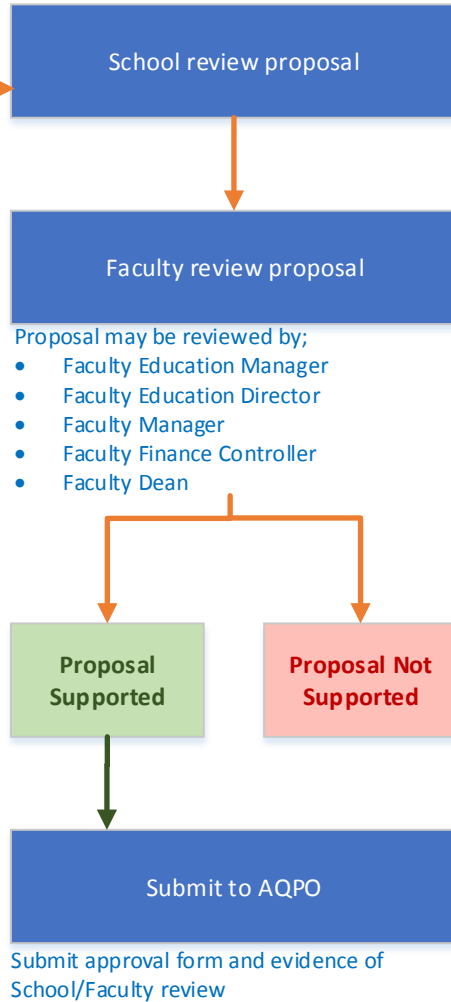 School review proposal
Faculty review proposal
Proposal may be reviewed by;
• Faculty Education Manager
• Faculty Education Director
• Faculty Manager
• Faculty Finance Controller
• Faculty Dean
Proposal
Supported
Proposal Not
Supported
Submit to AQPO
Submit approval form and evidence of
School/Faculty review